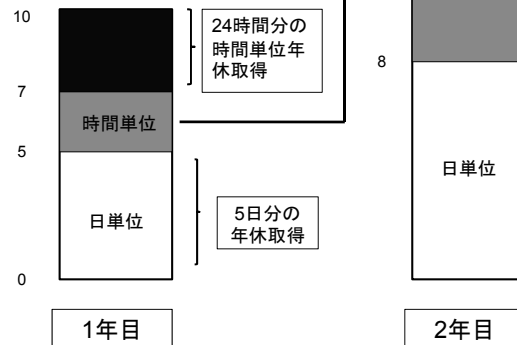 10
24時間分の
時間単位年
休取得
7
時間単位
5
日単位
5日分の
年休取得
0
1年目
8
日単位
2年目